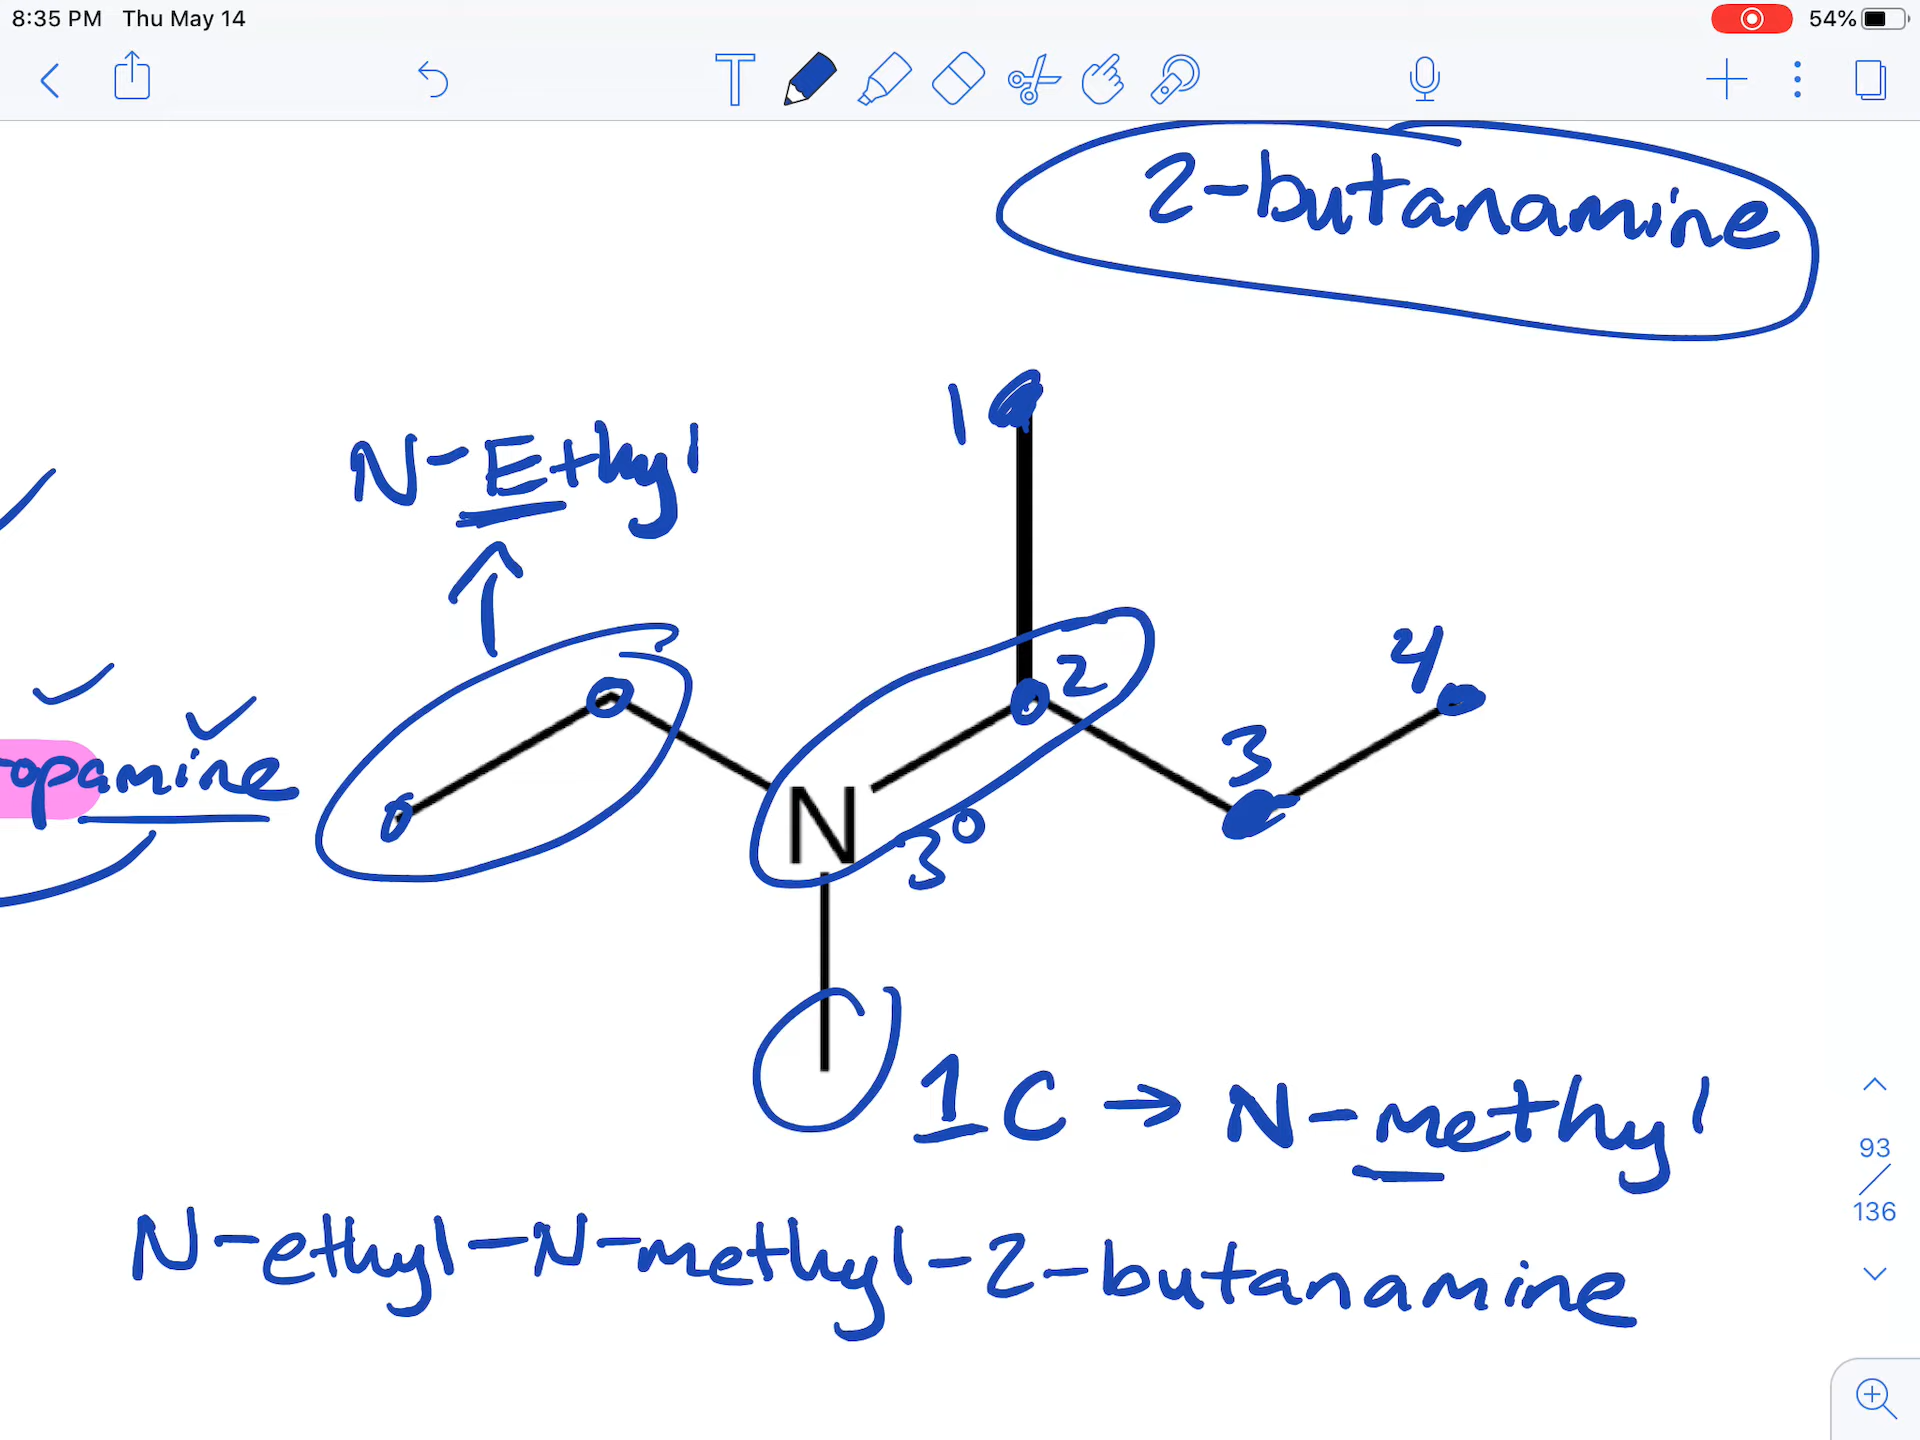 8:35 PM Thu May 14
54%
T
2-butanamine
1
N-Ethyl
2
4
3
opamine
N
3°
1C → N-methyl
93
136
N-ethyl-N-methyl-2-butanamine